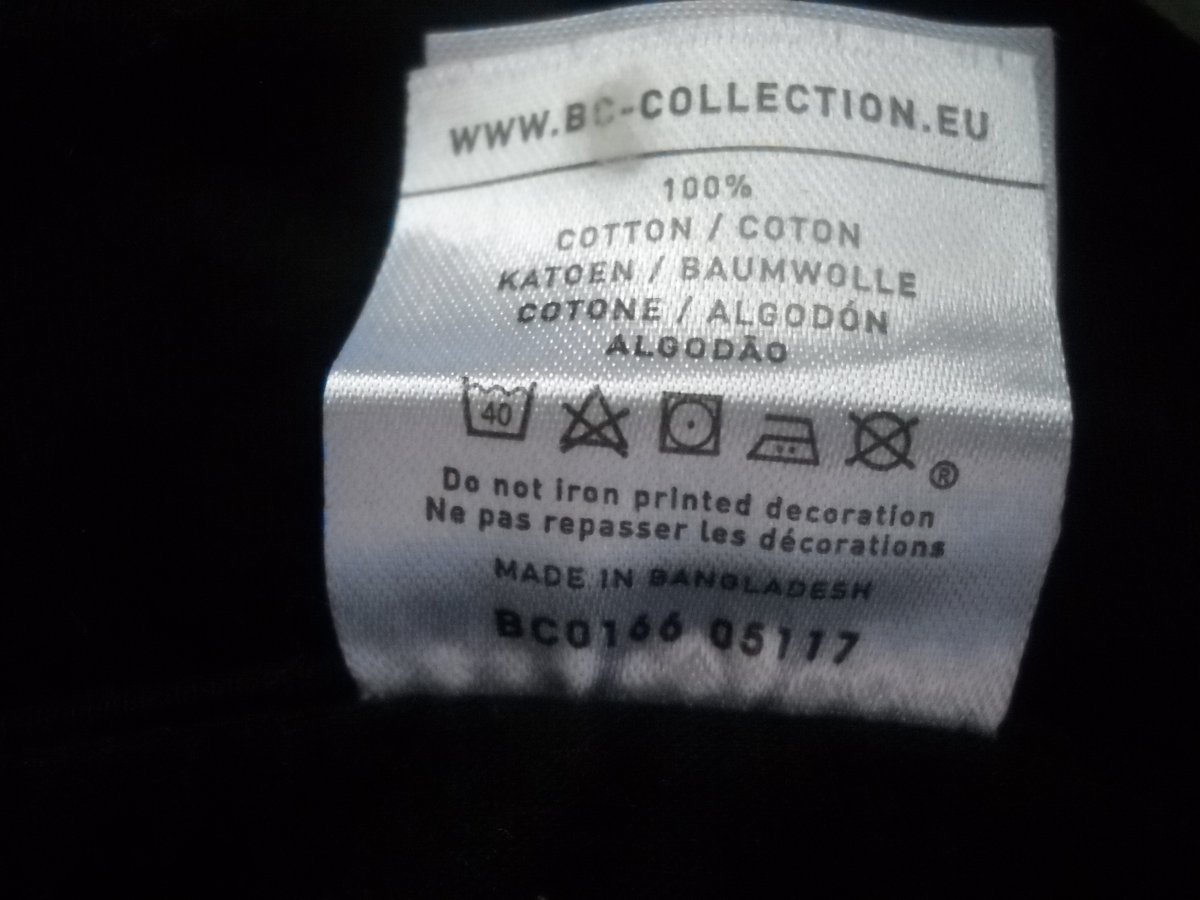 WWW.BC-COLLECTION.EU
100%
COTTON / COTON
KATOEN / BAUMWOLLE
COTONE / ALGODÓN
ALGODÃO
40
®
Do not iron printed decoration
Ne pas repasser les décorations
MADE IN BANGLADESH
BC0166 05117